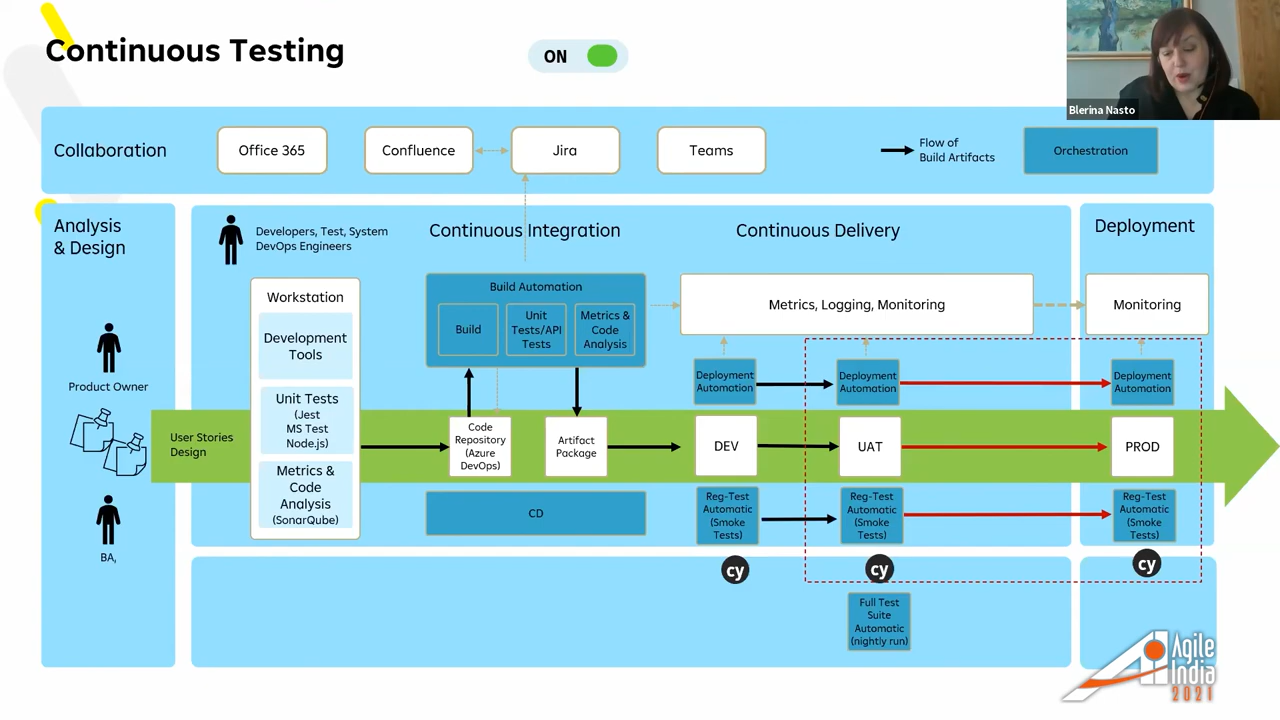 Continuous Testing
ON
Blerina Nasto
Collaboration
Office 365
Confluence
Jira
Teams
Flow of
Build Artifacts
Orchestration
Analysis
& Design
Developers, Test, System
DevOps Engineers
Continuous Integration
Continuous Delivery
Deployment
Workstation
Development
Tools
Unit Tests
(Jest
MS Test
Node.js)
Metrics &
Code
Analysis
(SonarQube)
Build Automation
Build
Unit
Tests/API
Tests
Metrics &
Code
Analysis
Metrics, Logging, Monitoring
Monitoring
Product Owner
Deployment
Automation
Deployment
Automation
Deployment
Automation
User Stories
Design
Code
Repository
(Azure
DevOps)
Artifact
Package
DEV
UAT
PROD
CD
Reg-Test
Automatic
(Smoke
Tests)
Reg-Test
Automatic
(Smoke
Tests)
Reg-Test
Automatic
(Smoke
Tests)
BA,
cy
cy
cy
Full Test
Suite
Automatic
(nightly run)
Agile
India
2021